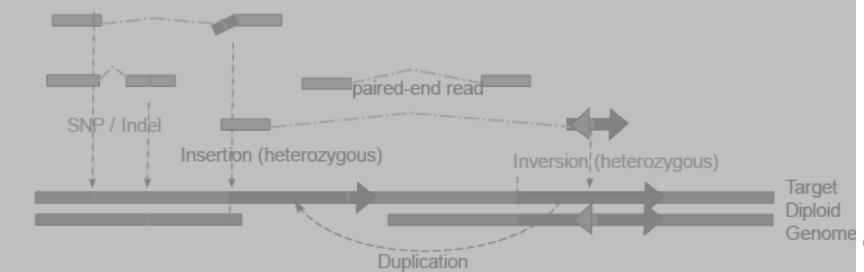 paired-end read
SNP / Indel
Insertion (heterozygous)
Inversion (heterozygous)
Target
Diploid
Genome
Duplication